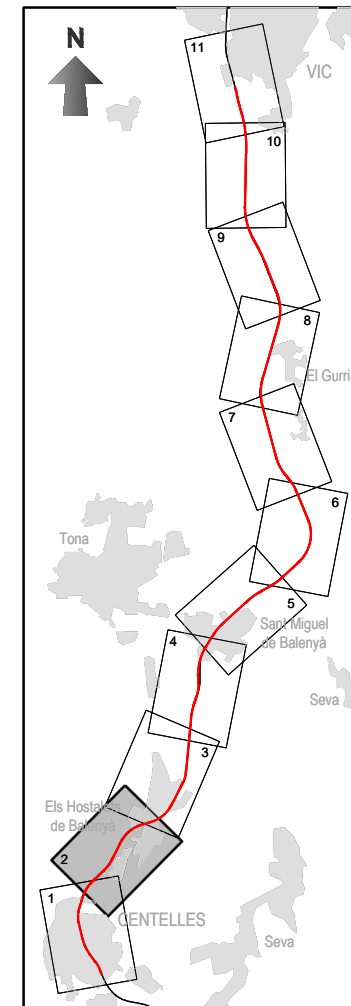 N
11
VIC
10
9
8
El Gurri
7
6
Tona
5
Sant Miguel
de Balenyà
4
Seva
3
Els Hostalets
de Balenyà
2
1
CENTELLES
Seva